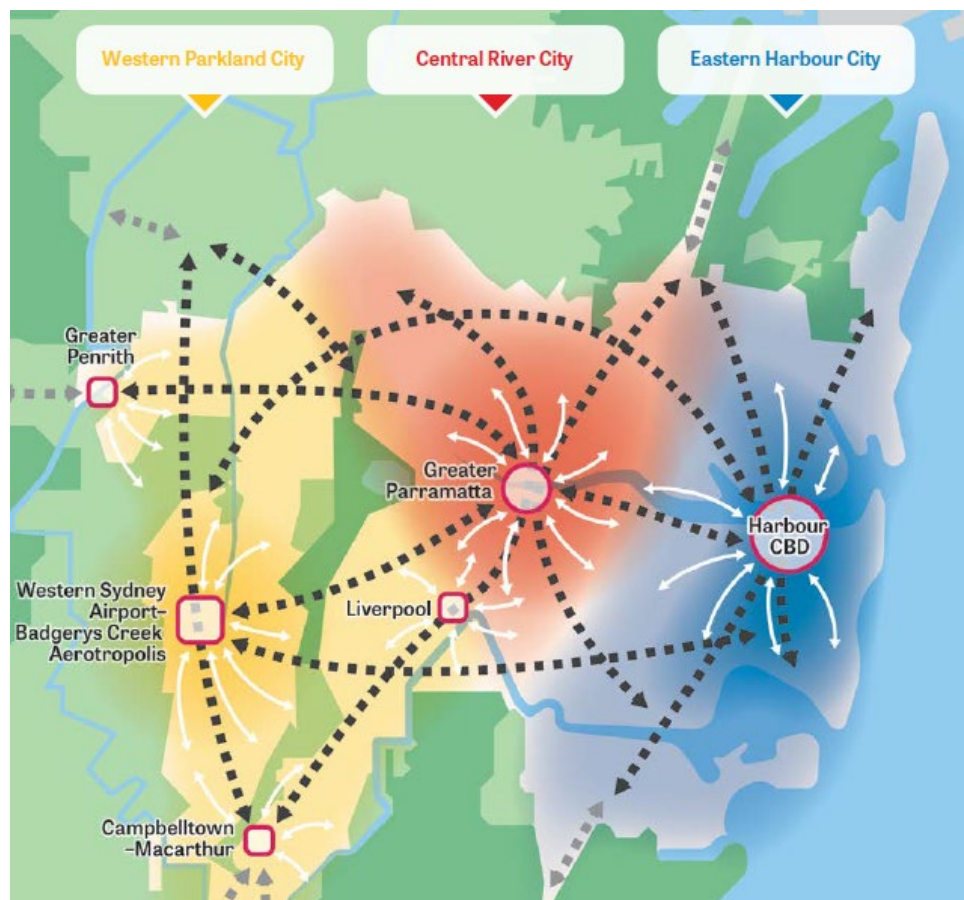 Western Parkland City
Central River City
Eastern Harbour City
Greater
Penrith
Greater
Parramatta
Harbour
CBD
Western Sydney
Airport–
Badgerys Creek
Aerotropolis
Liverpool
Campbelltown
–Macarthur